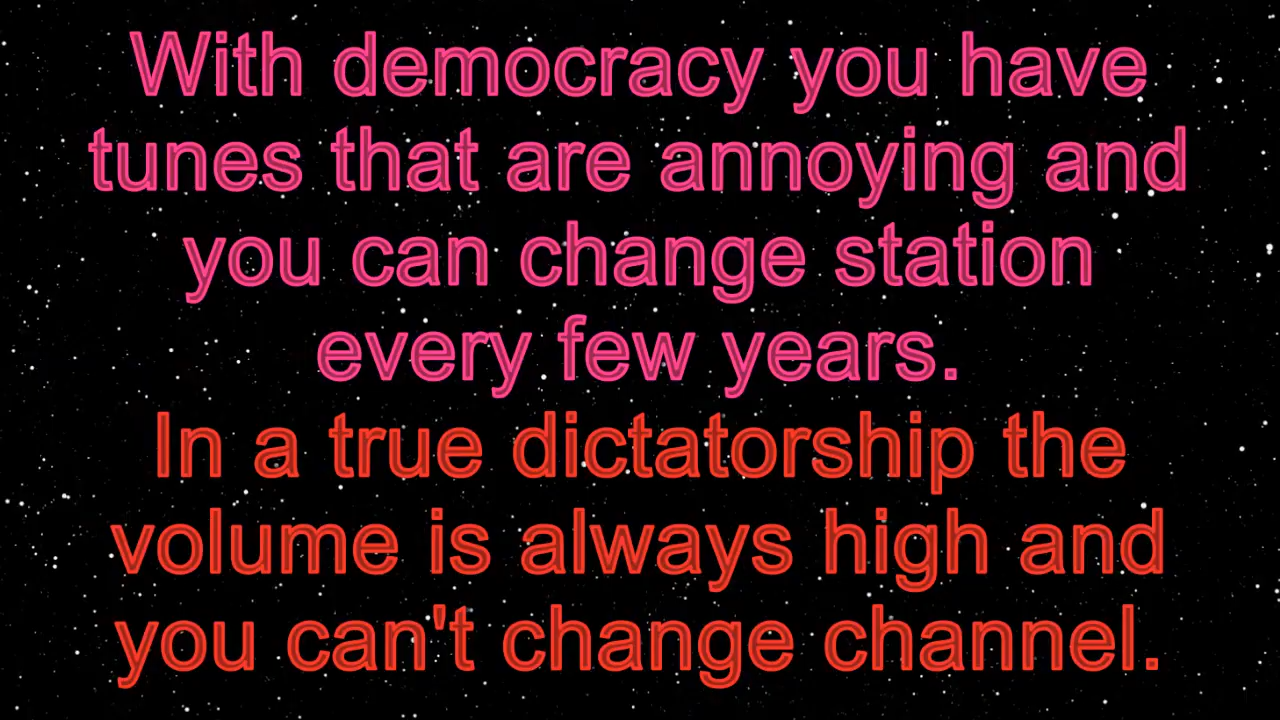 With democracy you have
tunes that are annoying and
you can change station
every few years.
In a true dictatorship the
volume is always high and
you can't change channel.